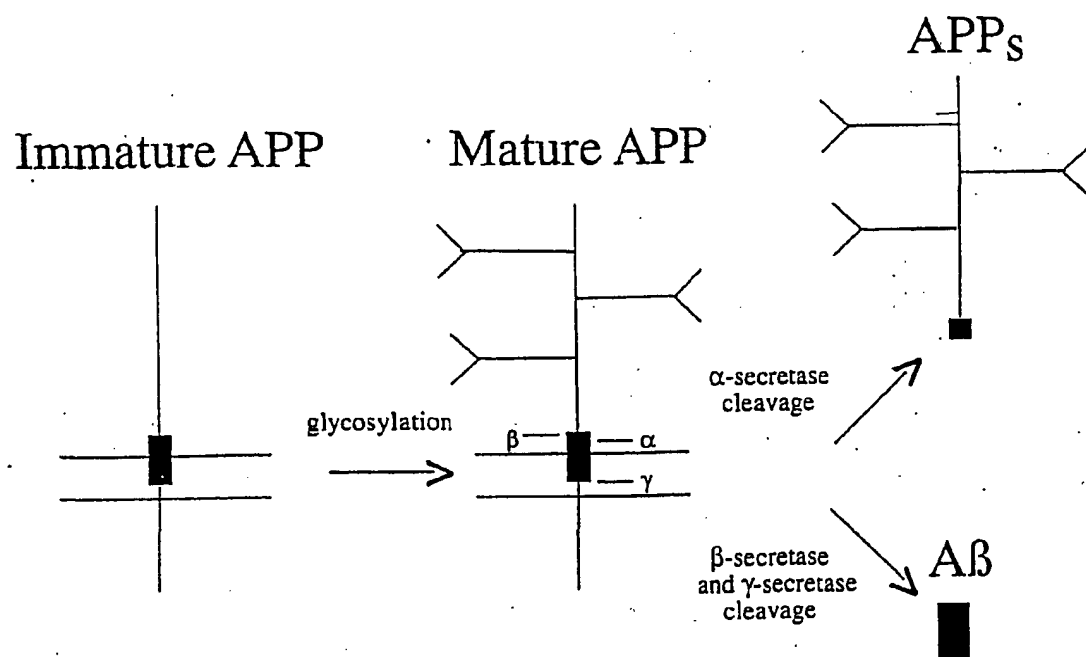 APPs
Immature APP
Mature APP
α-secretase
cleavage
glycosylation
β
α
γ
β-secretase
and γ-secretase
cleavage
Aß